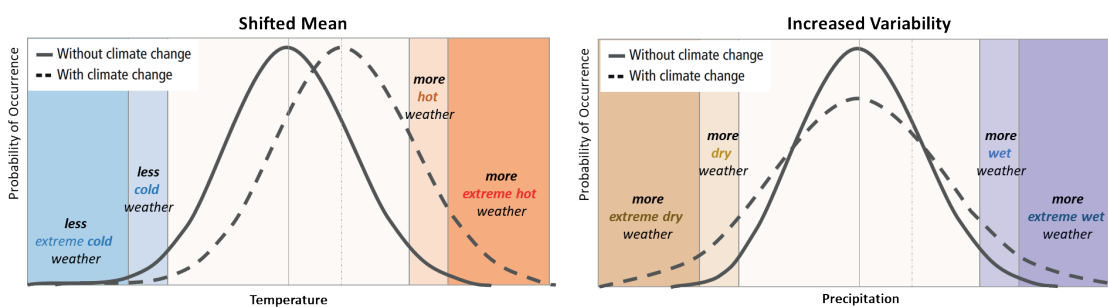 Shifted Mean
Probability of Occurrence
Without climate change
With climate change
less
extreme cold
weather
less
cold
weather
more
hot
weather
more
extreme hot
weather
Temperature
Increased Variability
Probability of Occurrence
Without climate change
With climate change
more
extreme dry
weather
more
dry
weather
more
wet
weather
more
extreme wet
weather
Precipitation